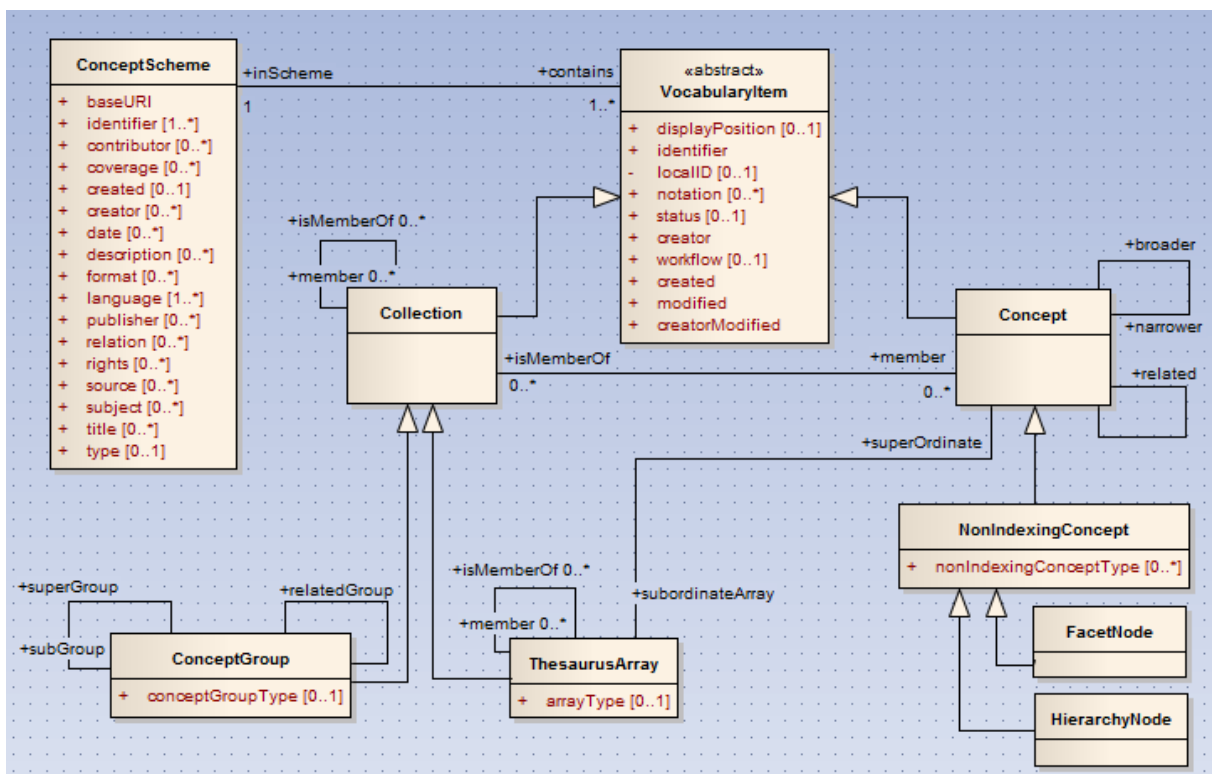 ConceptScheme
+ baseURI
+ identifier [1..*]
+ contributor [0..*]
+ coverage [0..*]
+ created [0..1]
+ creator [0..*]
+ date [0..*]
+ description [0..*]
+ format [0..*]
+ language [1..*]
+ publisher [0..*]
+ relation [0..*]
+ rights [0..*]
+ source [0..*]
+ subject [0..*]
+ title [0..*]
+ type [0..1]
+inScheme
1
+contains
1..*
«abstract»
VocabularyItem
+ displayPosition [0..1]
+ identifier
- localID [0..1]
+ notation [0..*]
+ status [0..1]
+ creator
+ workflow [0..1]
+ created
+ modified
+ creatorModified
+isMemberOf 0..*
+member 0..*
Collection
+isMemberOf
0..*
+member
0..*
Concept
+broader
+narrower
+related
+superOrdinate
+subordinateArray
NonIndexingConcept
+ nonIndexingConceptType [0..*]
FacetNode
HierarchyNode
+superGroup
+subGroup
+relatedGroup
ConceptGroup
+ conceptGroupType [0..1]
+isMemberOf 0..*
+member 0..*
ThesaurusArray
+ arrayType [0..1]